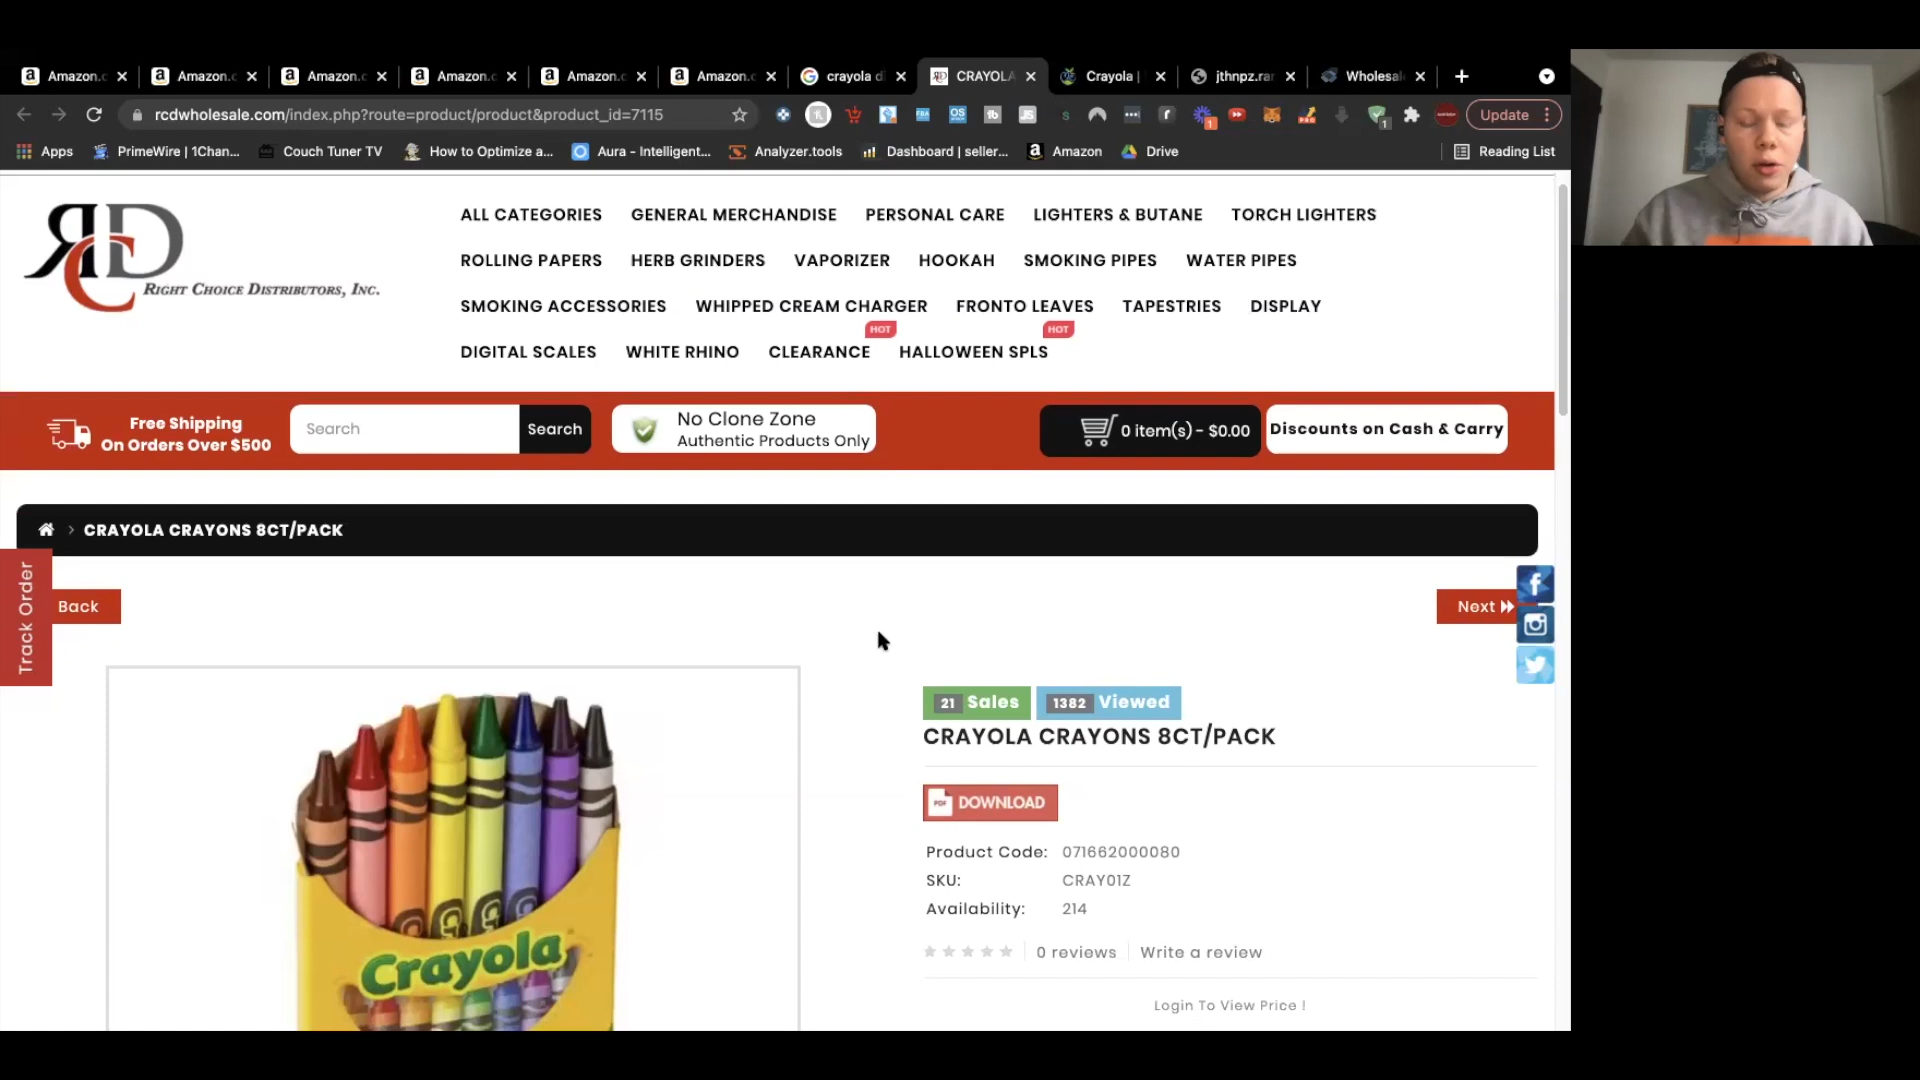 Amazon.c
Amazon.c
Amazon.c
Amazon.c
Amazon.c
Amazon.c
crayola d
CRAYOLA
Crayola |
jthnpz.ra
Wholesal
rcdwholesale.com/index.php?route=product/product&product_id=7115
Update
Apps
PrimeWire | 1Chan...
Couch Tuner TV
How to Optimize a...
Aura - Intelligent...
Analyzer.tools
Dashboard | seller...
Amazon
Drive
Reading List
RCD
RIGHT CHOICE DISTRIBUTORS, INC.
ALL CATEGORIES GENERAL MERCHANDISE PERSONAL CARE LIGHTERS & BUTANE TORCH LIGHTERS
ROLLING PAPERS HERB GRINDERS VAPORIZER HOOKAH SMOKING PIPES WATER PIPES
SMOKING ACCESSORIES WHIPPED CREAM CHARGER FRONTO LEAVES TAPESTRIES DISPLAY
HOT HOT
DIGITAL SCALES WHITE RHINO CLEARANCE HALLOWEEN SPLS
Free Shipping
On Orders Over $500
Search
Search
No Clone Zone
Authentic Products Only
0 item(s) - $0.00
Discounts on Cash & Carry
CRAYOLA CRAYONS 8CT/PACK
Track Order
Back
Next
21 Sales
1382 Viewed
CRAYOLA CRAYONS 8CT/PACK
PDF DOWNLOAD
Product Code: 071662000080
SKU: CRAY01Z
Availability: 214
0 reviews
Write a review
Login To View Price !
Crayola